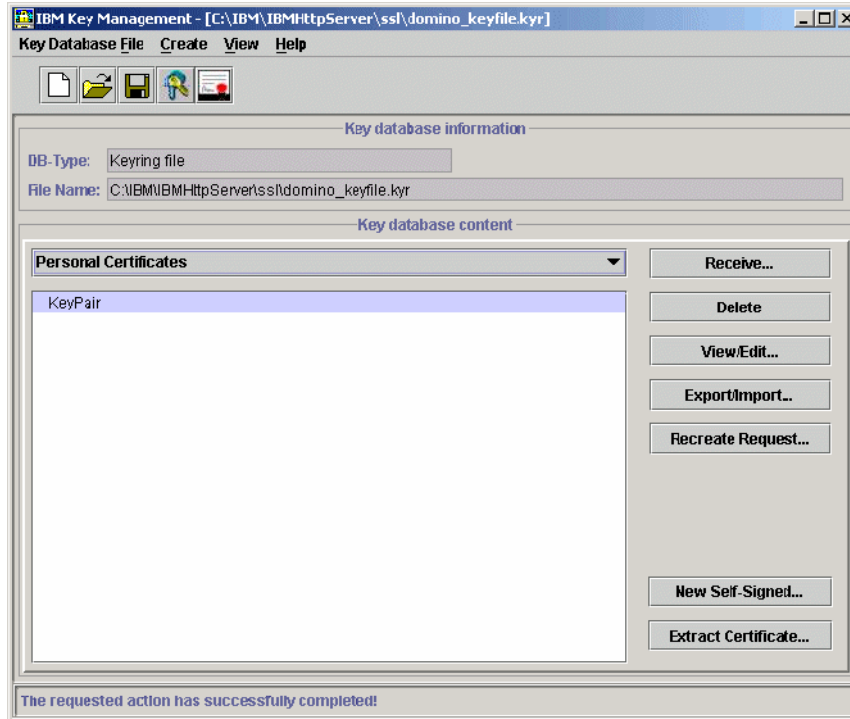 IBM Key Management - [C:\IBM\IBMHttpServer\ssl\domino_keyfile.kyr]
Key Database File Create View Help
Key database information
DB-Type: Keyring file
File Name: C:\IBM\IBMHttpServer\ssl\domino_keyfile.kyr
Key database content
Personal Certificates
Receive...
KeyPair
Delete
View/Edit...
Export/Import...
Recreate Request...
New Self-Signed...
Extract Certificate...
The requested action has successfully completed!